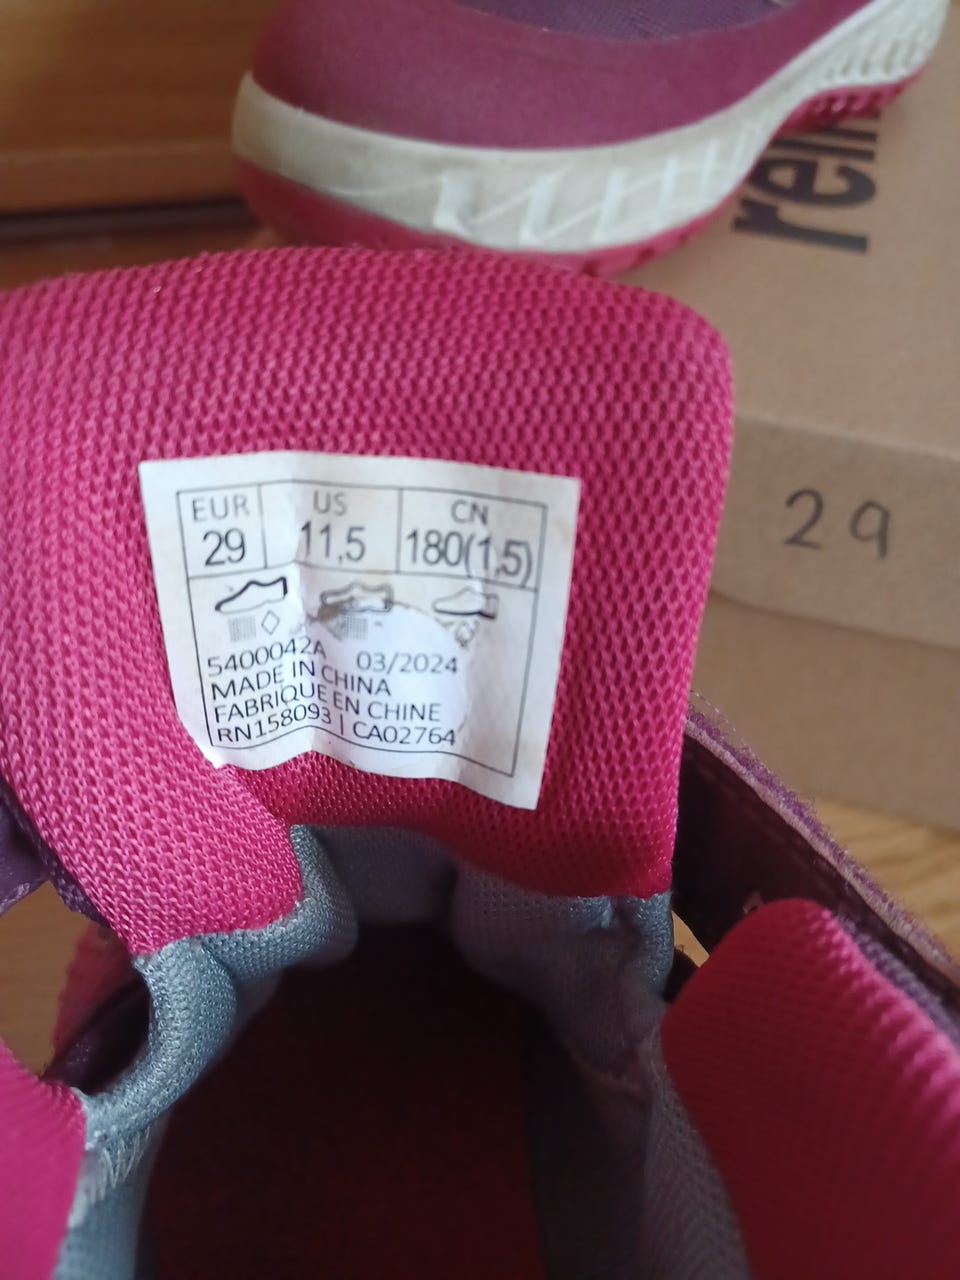 EUR US CN
29 11,5 180(1,5)
5400042A 03/2024
MADE IN CHINA
FABRIQUE EN CHINE
RN158093 | CA02764
29